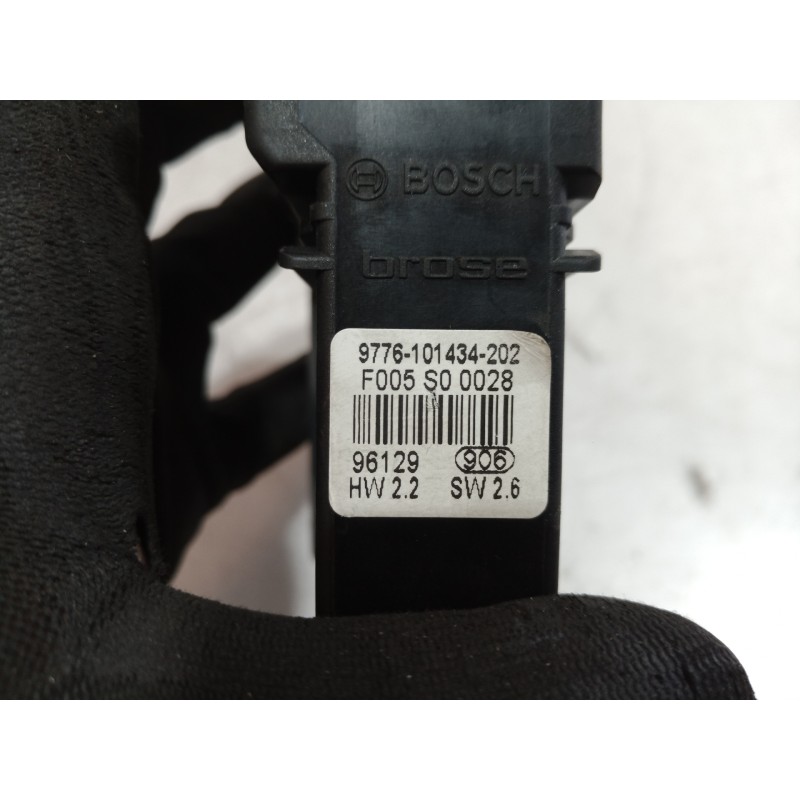 BOSCH
brose
9776-101434-202
F005 S0 0028
96129 906
HW 2.2 SW 2.6